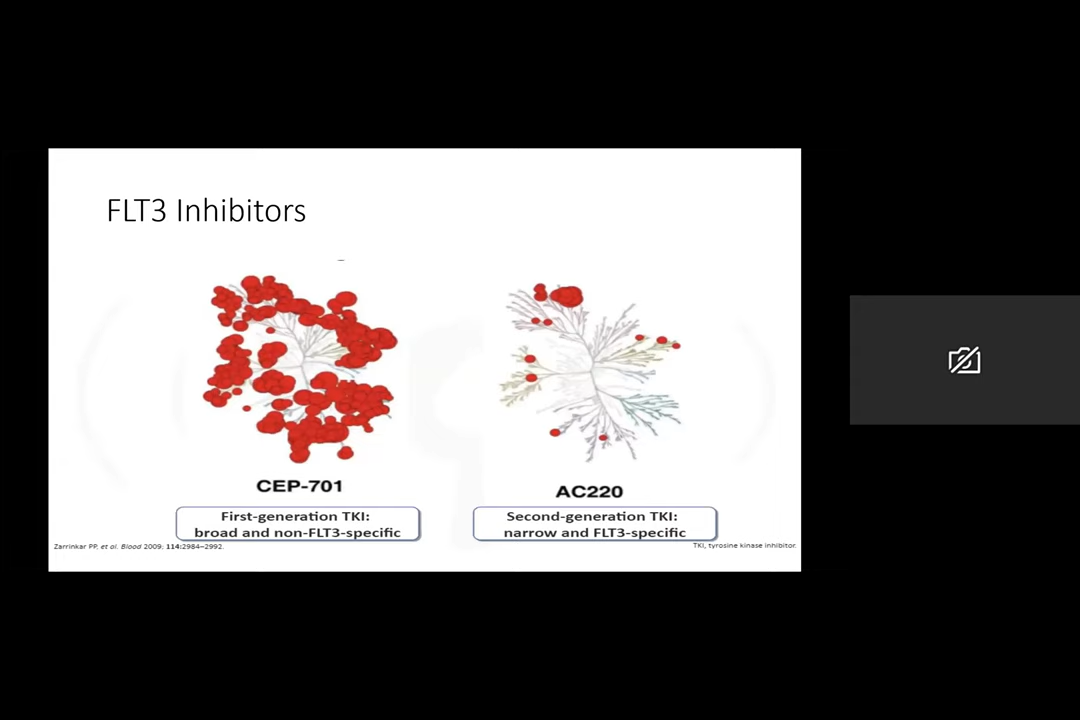 FLT3 Inhibitors
CEP-701
AC220
First-generation TKI:
broad and non-FLT3-specific
Second-generation TKI:
narrow and FLT3-specific
Zarrinkar PP, et al. Blood 2009; 114:2984–2992.
TKI, tyrosine kinase inhibitor.